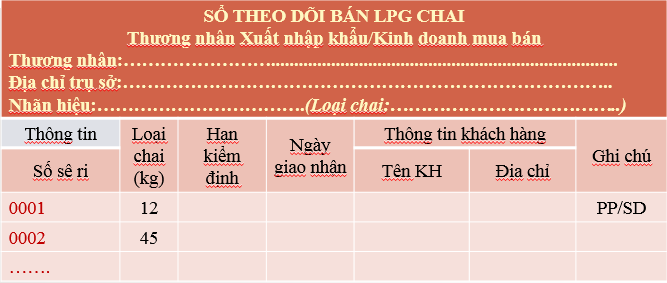 SỔ THEO DÕI BÁN LPG CHAI
Thương nhân Xuất nhập khẩu/Kinh doanh mua bán
Thương nhân:……………………….....................................................................
Địa chỉ trụ sở:………………………………………………………………..
Nhãn hiệu:…………………………….(Loại chai;……………………………..)
Thông tin
Số sê ri
Loại chai (kg)
Hạn kiểm định
Ngày giao nhận
Thông tin khách hàng
Tên KH
Địa chỉ
Ghi chú
0001 12 PP/SD
0002 45
…….